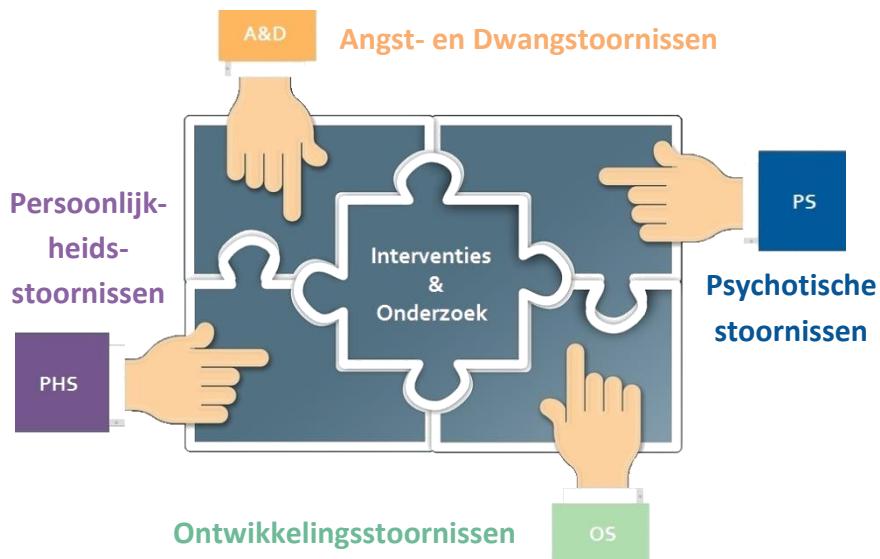 A&D
Angst- en Dwangstoornissen
Persoonlijk-
heids-
stoornissen
PS
Interventies
&
Onderzoek
Psychotische
stoornissen
PHS
Ontwikkelingsstoornissen
OS